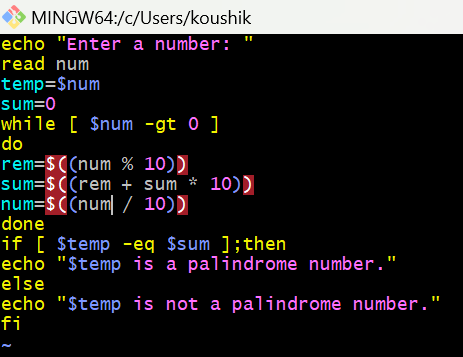 MINGW64:/c/Users/koushik
echo "Enter a number: "
read num
temp=$num
sum=0
while [ $num -gt 0 ]
do
rem=$((num % 10))
sum=$((rem + sum * 10))
num=$((num / 10))
done
if [ $temp -eq $sum ];then
echo "$temp is a palindrome number."
else
echo "$temp is not a palindrome number."
fi
~